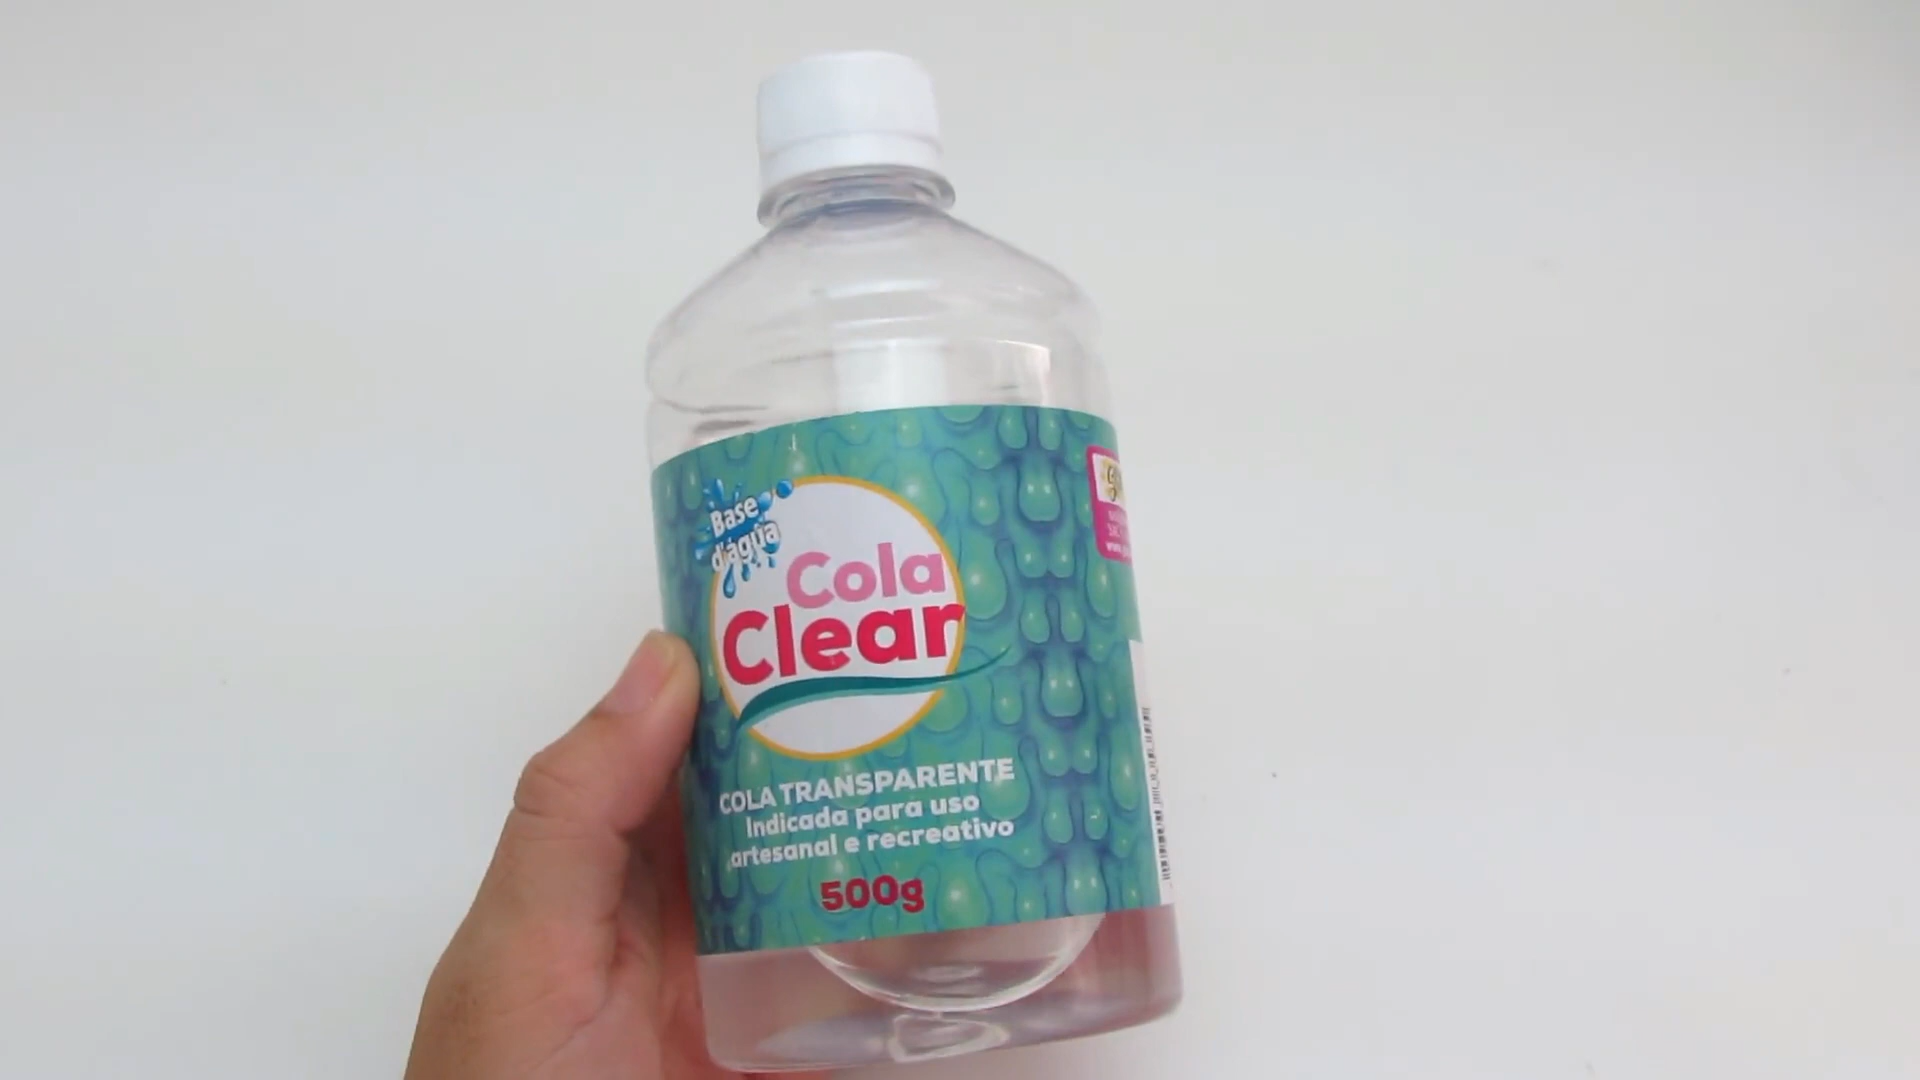 Base
d'água
Cola
Clear
COLA TRANSPARENTE
Indicada para uso
artesanal e recreativo
500g